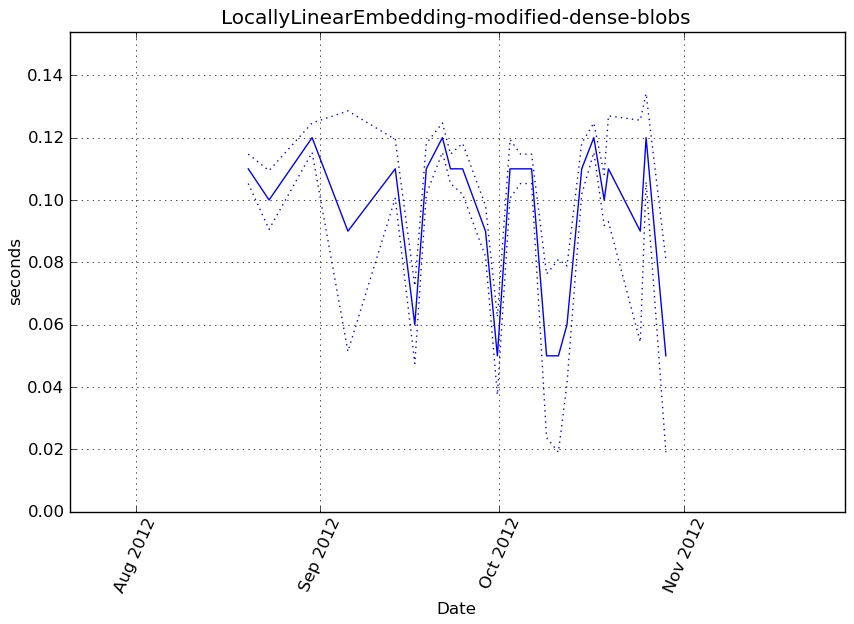 LocallyLinearEmbedding-modified-dense-blobs
0.14
0.12
0.10
0.08
0.06
0.04
0.02
0.00
seconds
Aug 2012
Sep 2012
Oct 2012
Nov 2012
Date